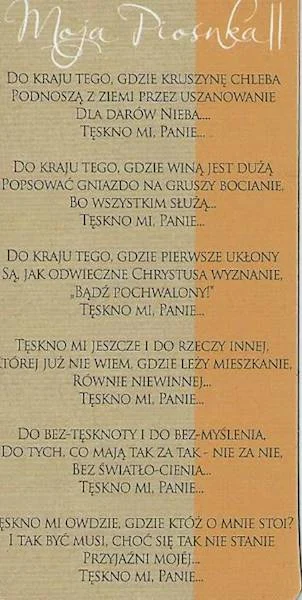 Moja Piosnka II
Do kraju tego, gdzie kruszynę chleba
Podnoszą z ziemi przez uszanowanie
Dla darów Nieba....
Tęskno mi, Panie...
Do kraju tego, gdzie winą jest dużą
Popsować gniazdo na gruszy bocianie,
Bo wszystkim służą...
Tęskno mi, Panie...
Do kraju tego, gdzie pierwsze ukłony
Są, jak odwieczne Chrystusa wyznanie,
„Bądź pochwalony!"
Tęskno mi, Panie...
Tęskno mi jeszcze i do rzeczy innej,
tórej już nie wiem, gdzie leży mieszkanie,
Równie niewinnej...
Tęskno mi, Panie...
Do bez-tęsknoty i do bez-myślenia,
Do tych, co mają tak za tak - nie za nie,
Bez światło-cienia...
Tęskno mi, Panie...
ęskno mi owdzie, gdzie któż o mnie stoi?
I tak być musi, choć się tak nie stanie
Przyjaźni mojéj...
Tęskno mi, Panie...